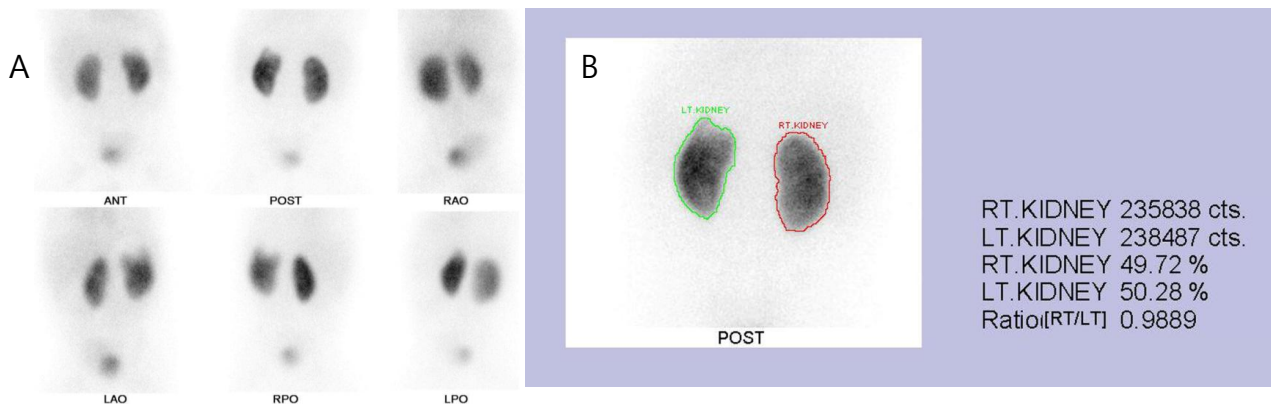 A
ANT
POST
RAO
LAO
RPO
LPO
B
LT.KIDNEY
RT.KIDNEY
POST
RT.KIDNEY 235838 cts.
LT.KIDNEY 238487 cts.
RT.KIDNEY 49.72 %
LT.KIDNEY 50.28 %
Ratio([RT/LT] 0.9889